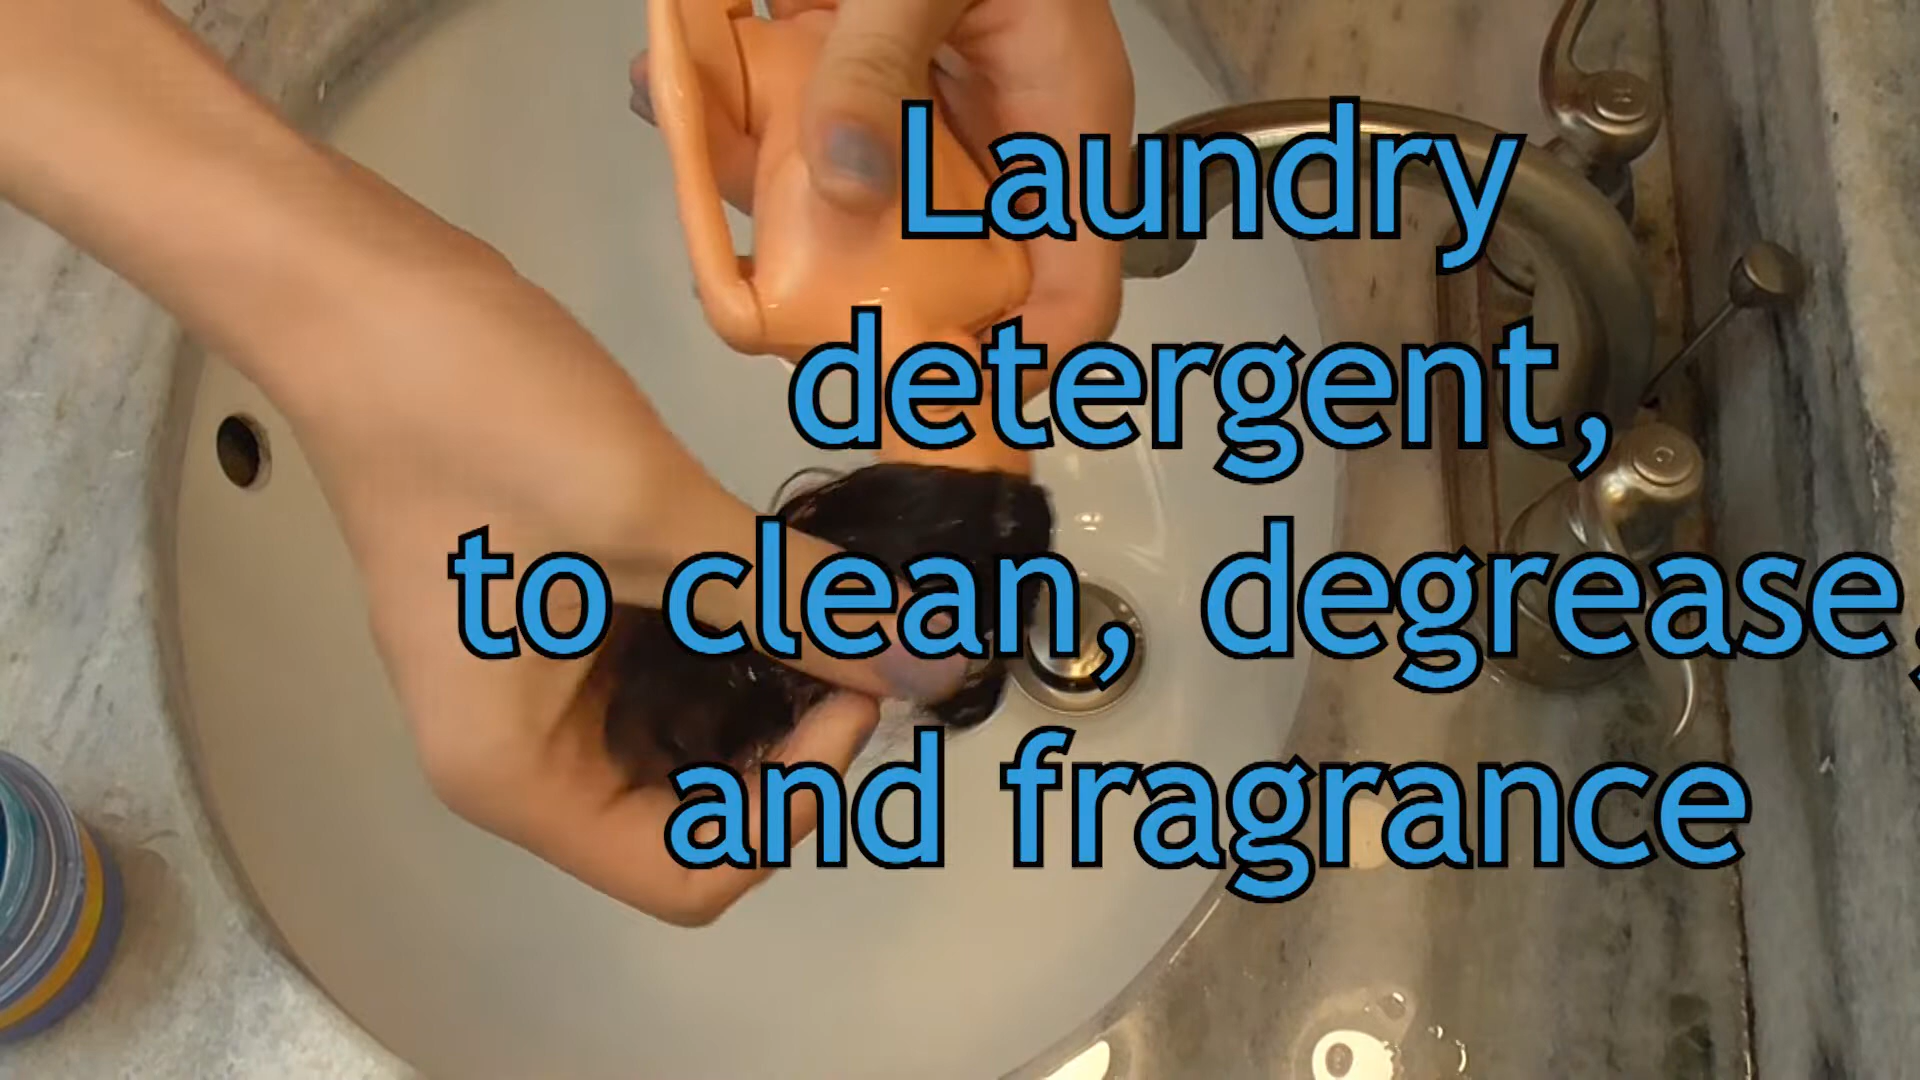 Laundry
detergent,
to clean, degrease,
and fragrance